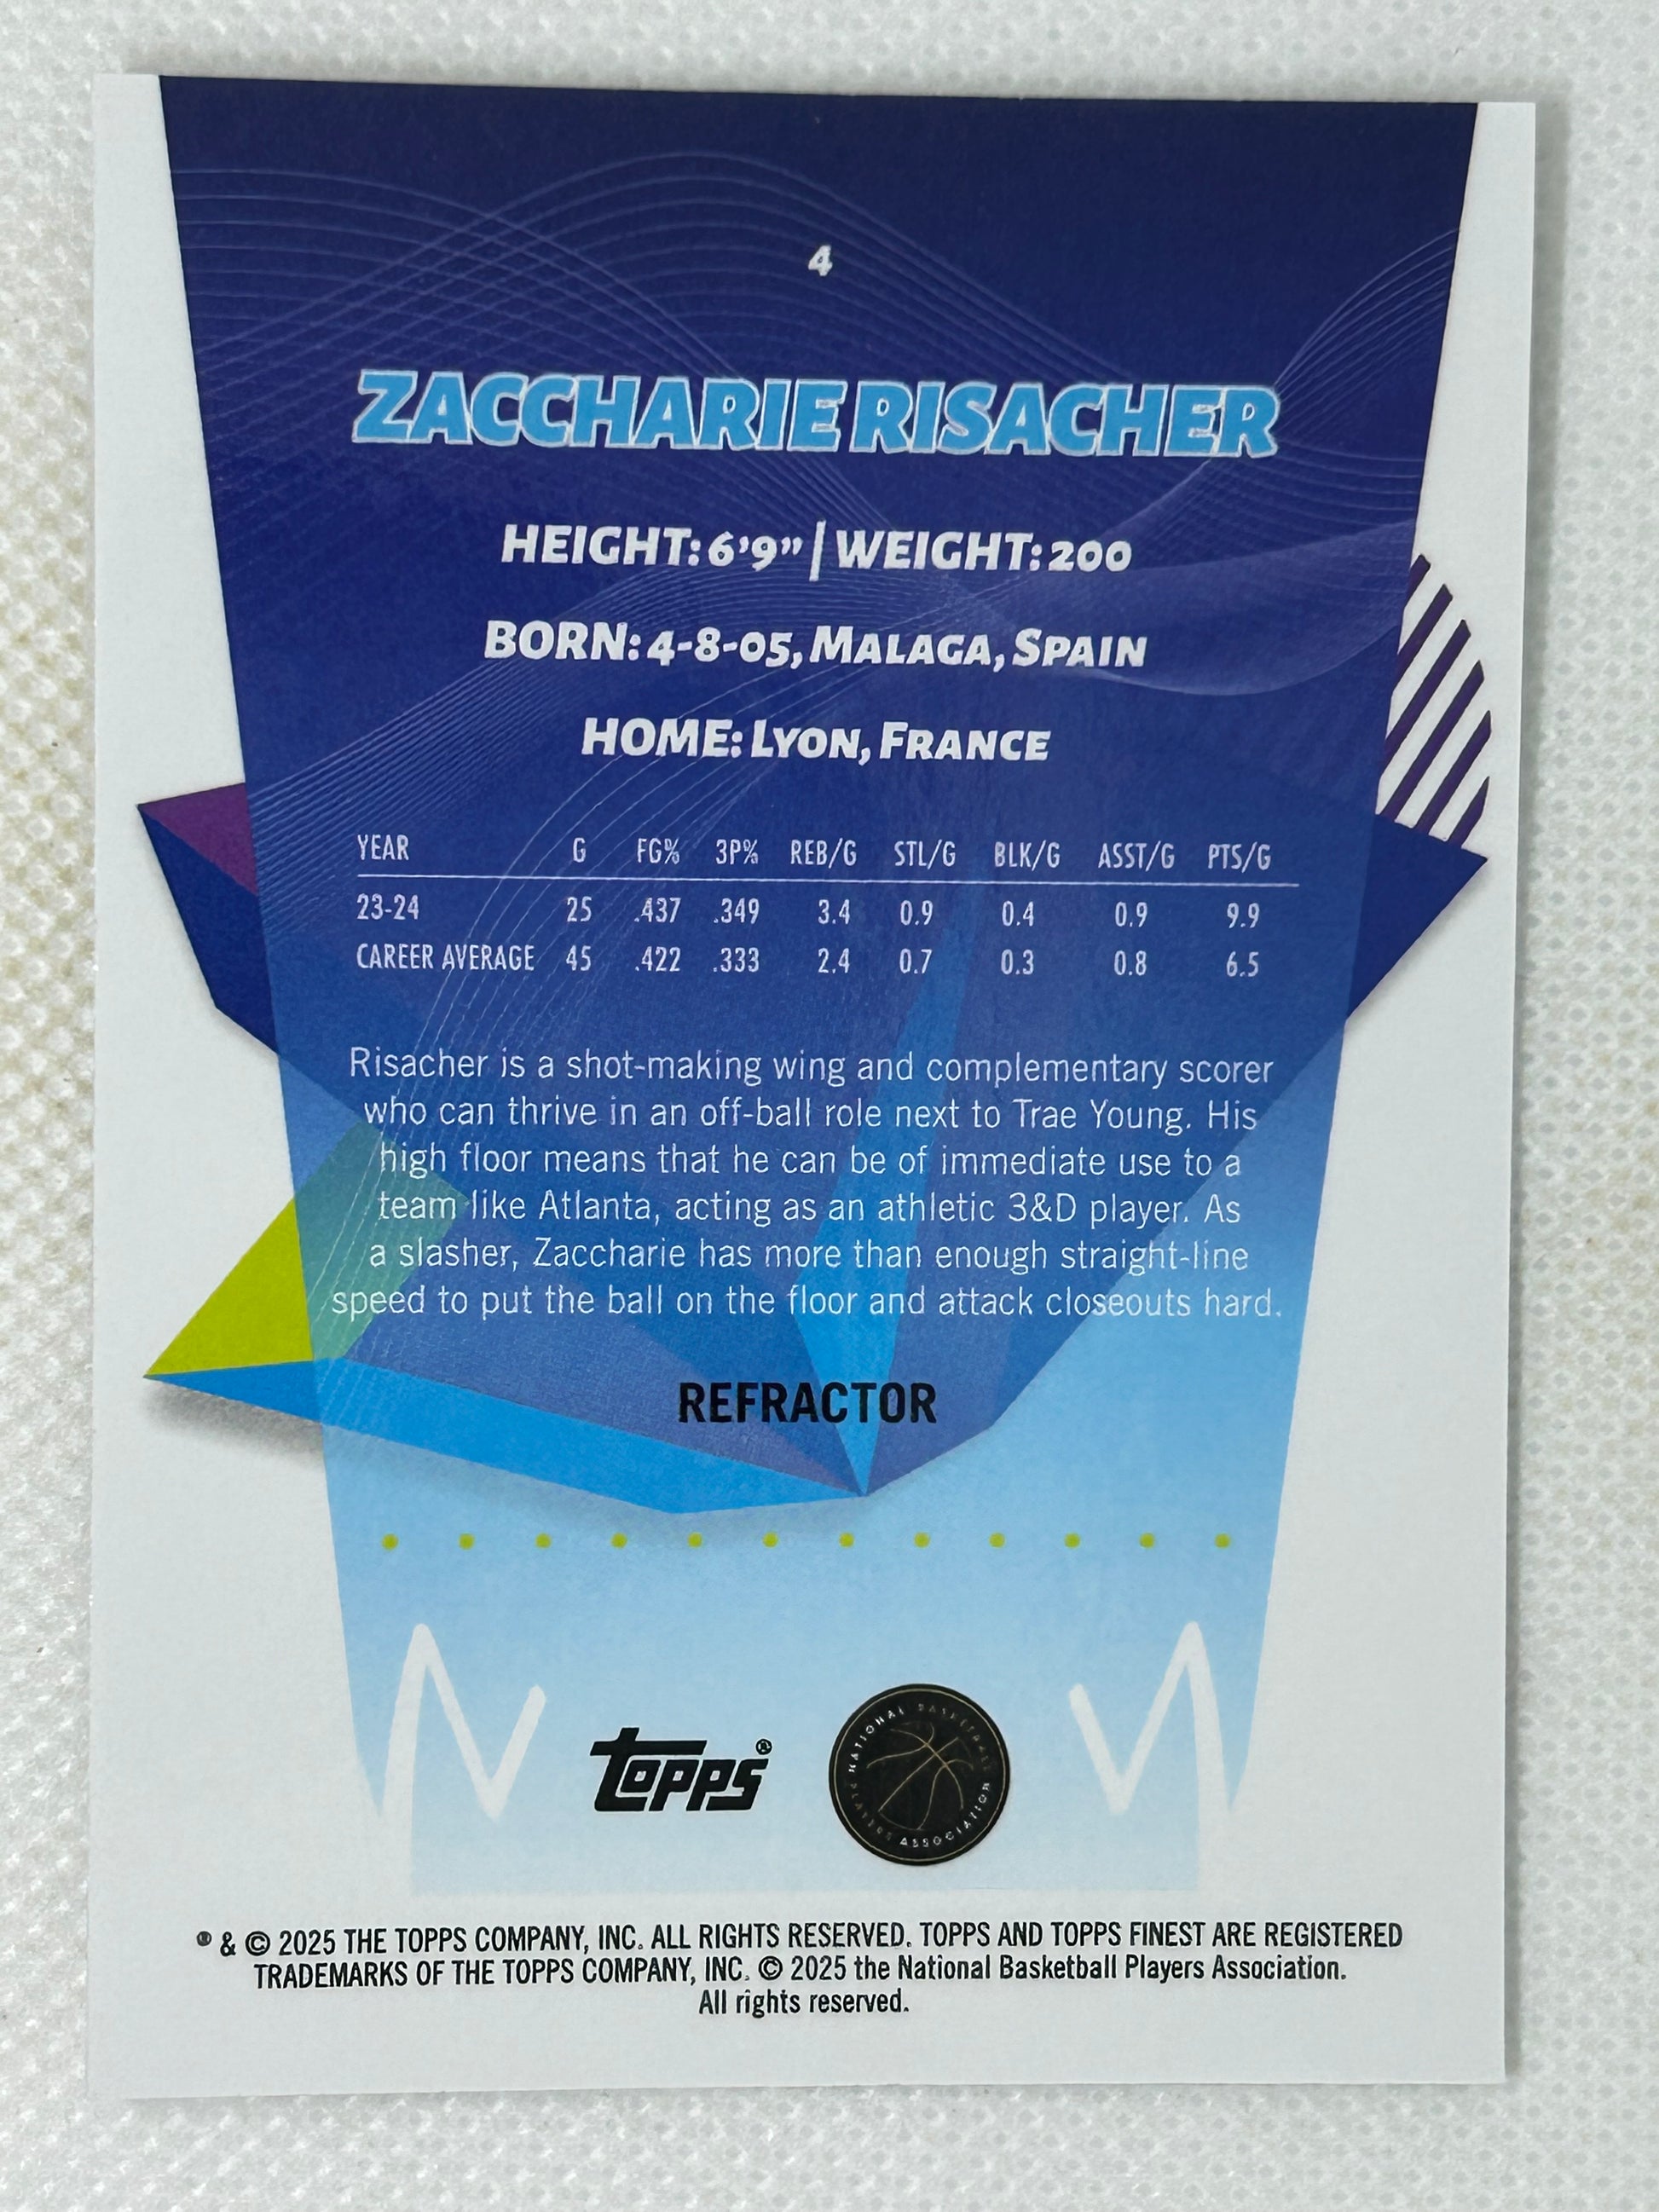 4
ZACCHARIE RISACHER
HEIGHT: 6'9” | WEIGHT: 200
BORN: 4-8-05, MALAGA, SPAIN
HOME: LYON, FRANCE
YEAR G FG% 3P% REB/G STL/G BLK/G ASST/G PTS/G
23-24 25 .437 .349 3.4 0.9 0.4 0.9 9.9
CAREER AVERAGE 45 .422 .333 2.4 0.7 0.3 0.8 6.5
Risacher is a shot-making wing and complementary scorer
who can thrive in an off-ball role next to Trae Young. His
high floor means that he can be of immediate use to a
team like Atlanta, acting as an athletic 3&D player. As
a slasher, Zaccharie has more than enough straight-line
speed to put the ball on the floor and attack closeouts hard.
REFRACTOR
topps®
NATIONAL BASKETBALL PLAYERS ASSOCIATION
® & © 2025 THE TOPPS COMPANY, INC. ALL RIGHTS RESERVED. TOPPS AND TOPPS FINEST ARE REGISTERED
TRADEMARKS OF THE TOPPS COMPANY, INC. © 2025 the National Basketball Players Association.
All rights reserved.